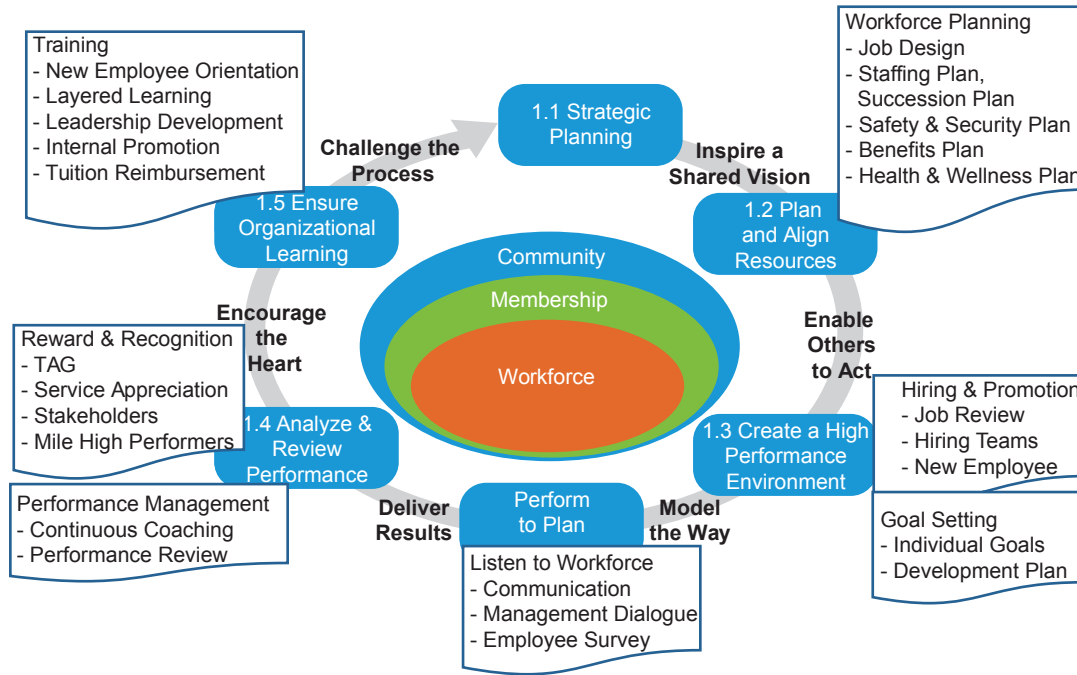 Training
- New Employee Orientation
- Layered Learning
- Leadership Development
- Internal Promotion
- Tuition Reimbursement
Workforce Planning
- Job Design
- Staffing Plan,
Succession Plan
- Safety & Security Plan
- Benefits Plan
- Health & Wellness Plan
1.1 Strategic
Planning
Challenge the
Process
Inspire a
Shared Vision
1.5 Ensure
Organizational
Learning
1.2 Plan
and Align
Resources
Community
Membership
Workforce
Encourage
the
Heart
Enable
Others
to Act
Reward & Recognition
- TAG
- Service Appreciation
- Stakeholders
- Mile High Performers
Hiring & Promotion
- Job Review
- Hiring Teams
- New Employee
1.4 Analyze &
Review
Performance
1.3 Create a High
Performance
Environment
Performance Management
- Continuous Coaching
- Performance Review
Deliver
Results
Perform
to Plan
Model
the Way
Goal Setting
- Individual Goals
- Development Plan
Listen to Workforce
- Communication
- Management Dialogue
- Employee Survey